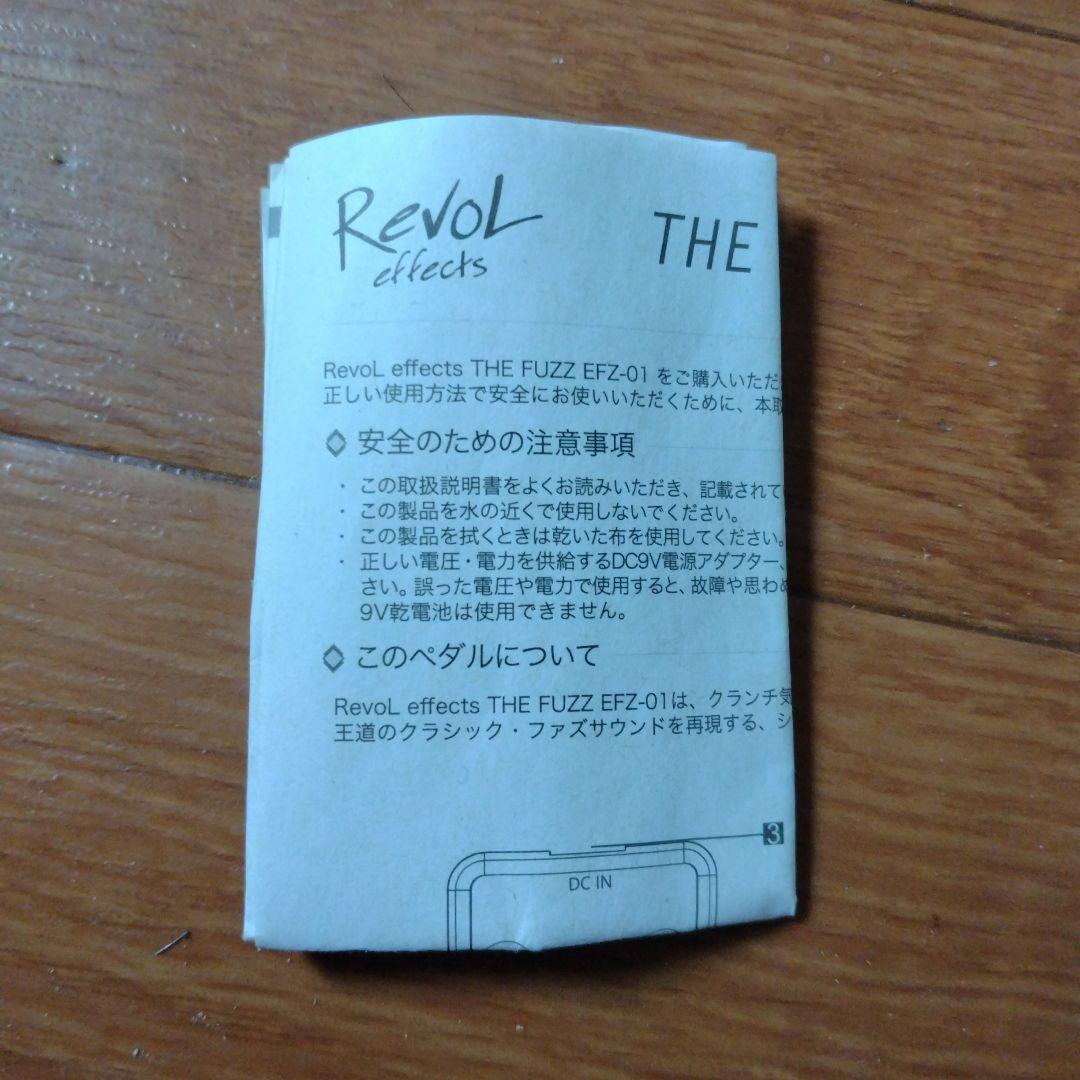 RevoL
effects
THE
RevoL effects THE FUZZ EFZ-01 をご購入いただ
正しい使用方法で安全にお使いいただくために、本取
◇ 安全のための注意事項
・ この取扱説明書をよくお読みいただき、記載されて
・ この製品を水の近くで使用しないでください。
・ この製品を拭くときは乾いた布を使用してください。
・ 正しい電圧・電力を供給するDC9V電源アダプター、
さい。誤った電圧や電力で使用すると、故障や思わ
9V乾電池は使用できません。
◇ このペダルについて
RevoL effects THE FUZZ EFZ-01は、クランチ気
王道のクラシック・ファズサウンドを再現する、シ
3
DC IN